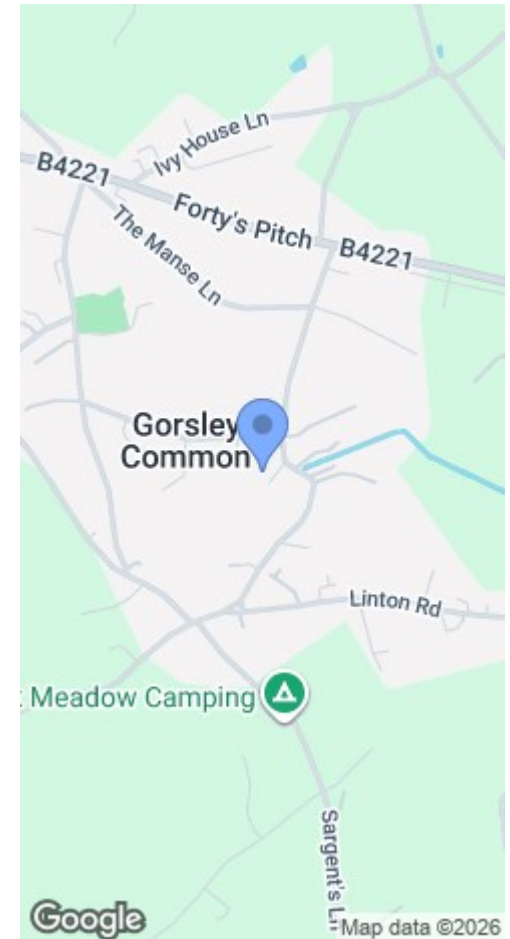 Ivy House Ln
B4221
Forty's Pitch
B4221
The Manse Ln
Gorsley
Common
Linton Rd
Meadow Camping
Sargent's
Google
Map data ©2026